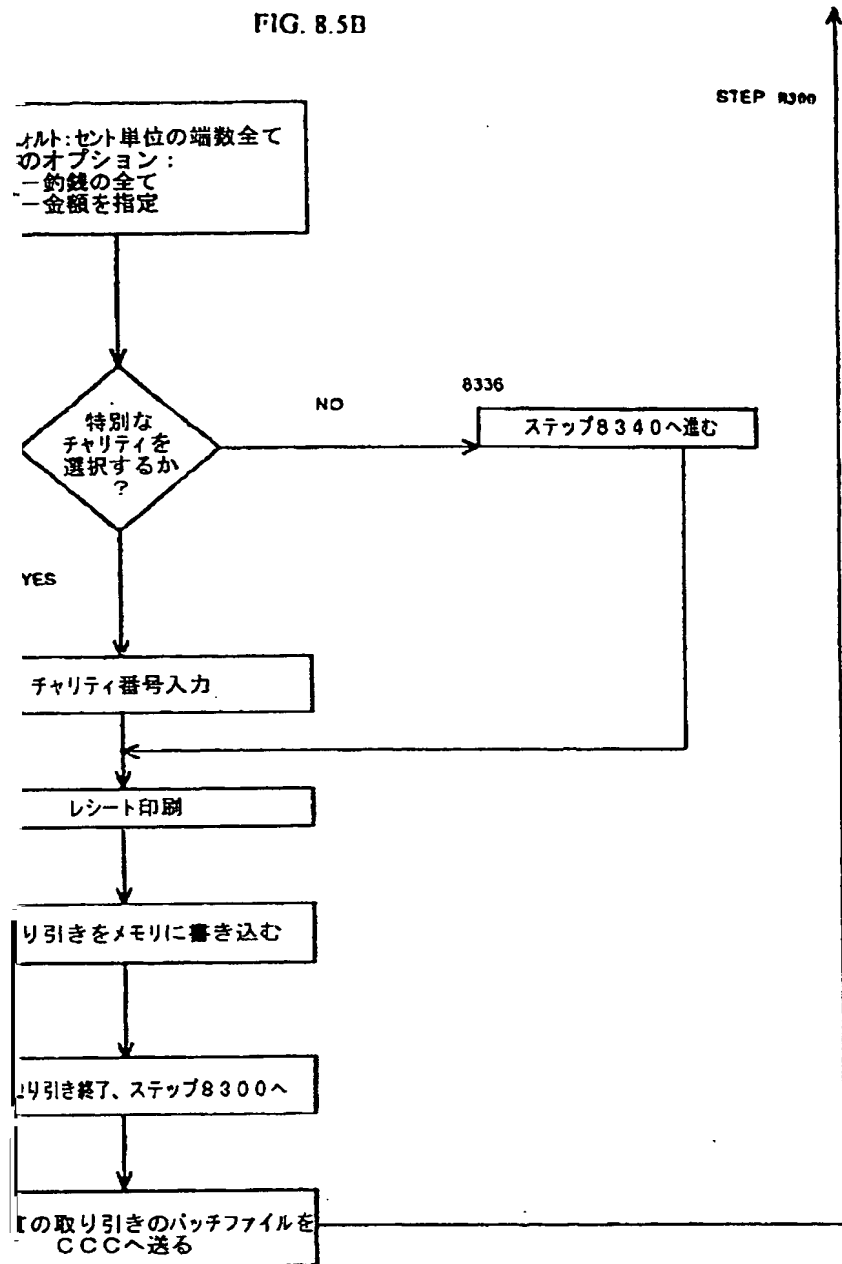 FIG. 8.5B
STEP 8300
ォルト:セント単位の端数全て
のオプション:
ー釣銭の全て
ー金額を指定
特別な
チャリティを
選択するか
?
NO
8336
ステップ8340へ進む
YES
チャリティ番号入力
レシート印刷
り引きをメモリに書き込む
り引き終了、ステップ8300へ
の取り引きのバッチファイルを
CCCへ送る